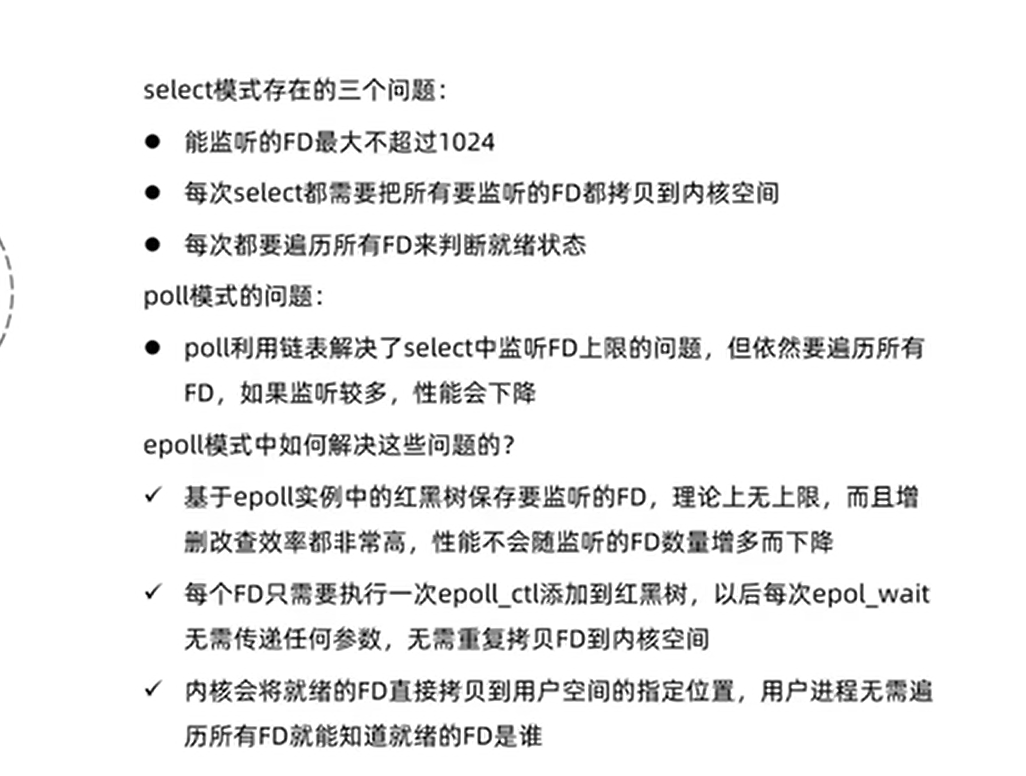 select模式存在的三个问题：
● 能监听的FD最大不超过1024
● 每次select都需要把所有要监听的FD都拷贝到内核空间
● 每次都要遍历所有FD来判断就绪状态
poll模式的问题：
● poll利用链表解决了select中监听FD上限的问题，但依然要遍历所有
FD，如果监听较多，性能会下降
epoll模式中如何解决这些问题的？
✓ 基于epoll实例中的红黑树保存要监听的FD，理论上无上限，而且增
删改查效率都非常高，性能不会随监听的FD数量增多而下降
✓ 每个FD只需要执行一次epoll_ctl添加到红黑树，以后每次epol_wait
无需传递任何参数，无需重复拷贝FD到内核空间
✓ 内核会将就绪的FD直接拷贝到用户空间的指定位置，用户进程无需遍
历所有FD就能知道就绪的FD是谁